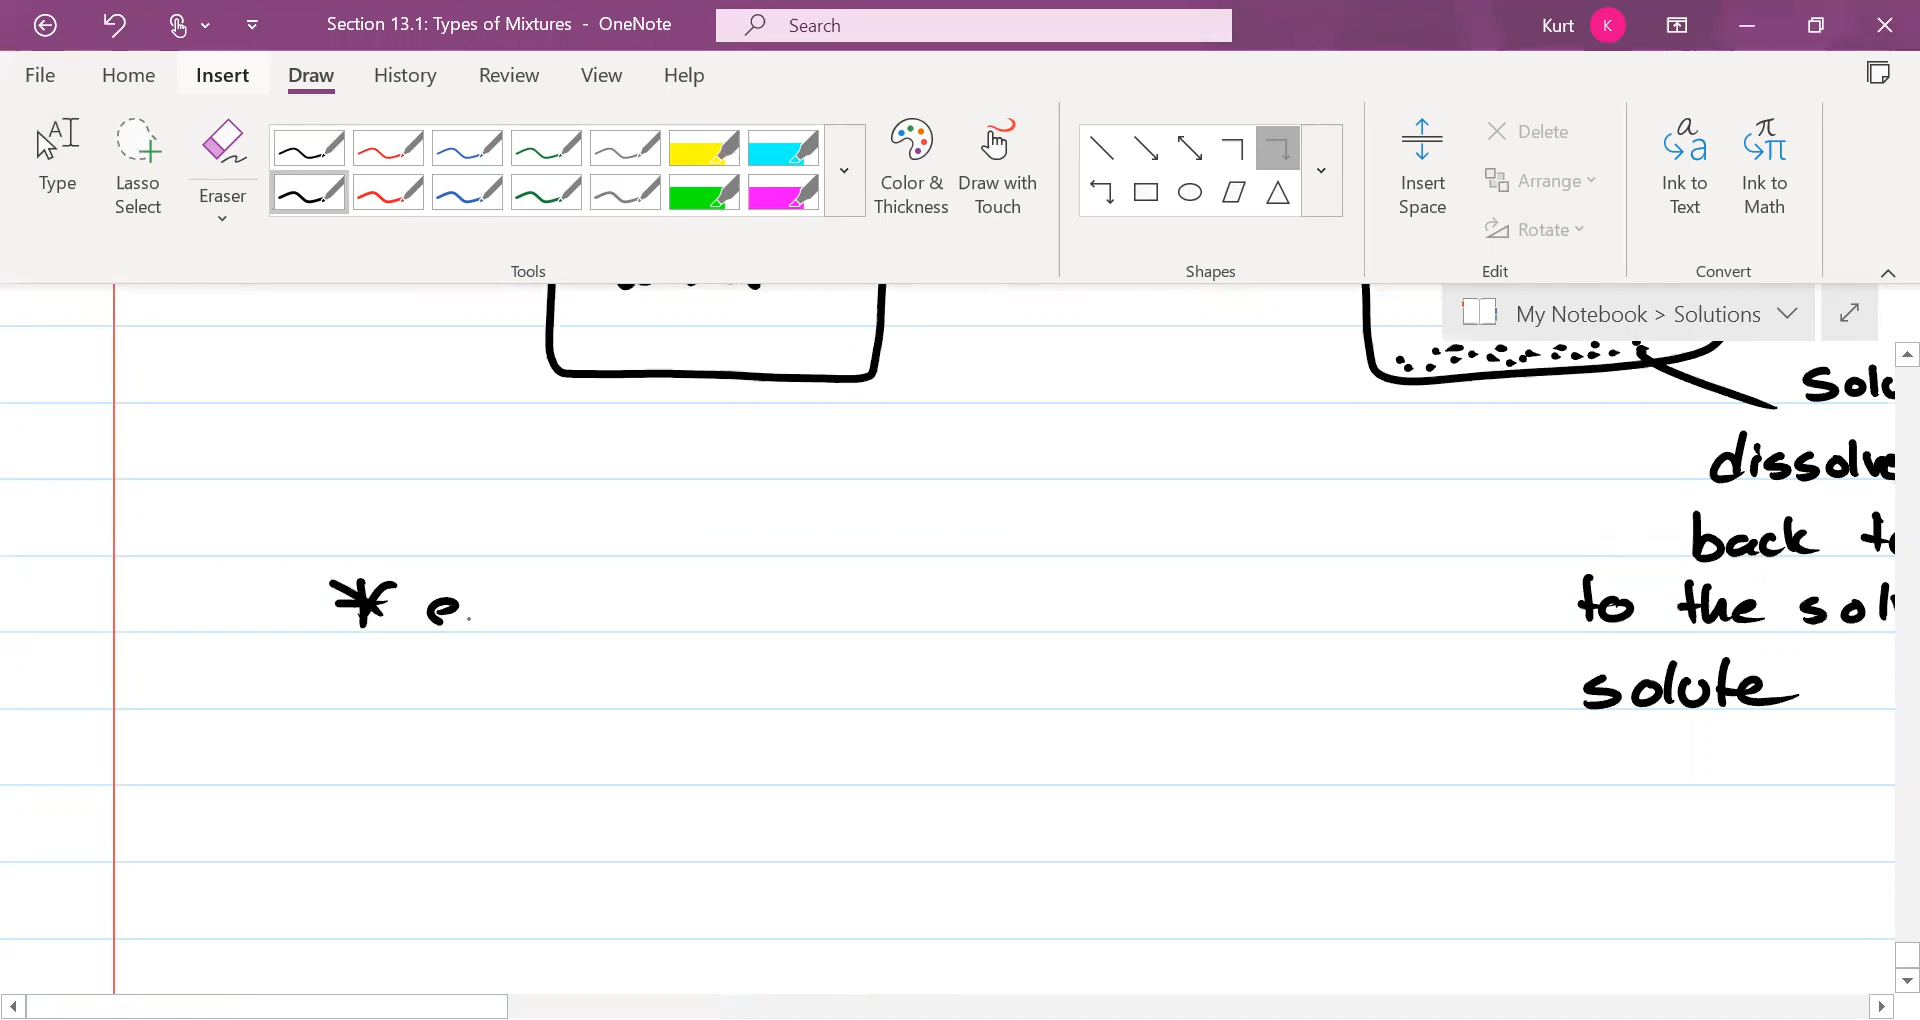 Section 13.1: Types of Mixtures - OneNote
Search
Kurt K
File Home Insert Draw History Review View Help
Type
Lasso Select
Eraser
Color & Thickness
Draw with Touch
Insert Space
Delete
Arrange
Rotate
Ink to Text
Ink to Math
Tools Shapes Edit Convert
My Notebook > Solutions
dissolve
back to
to the sol
solute
* e